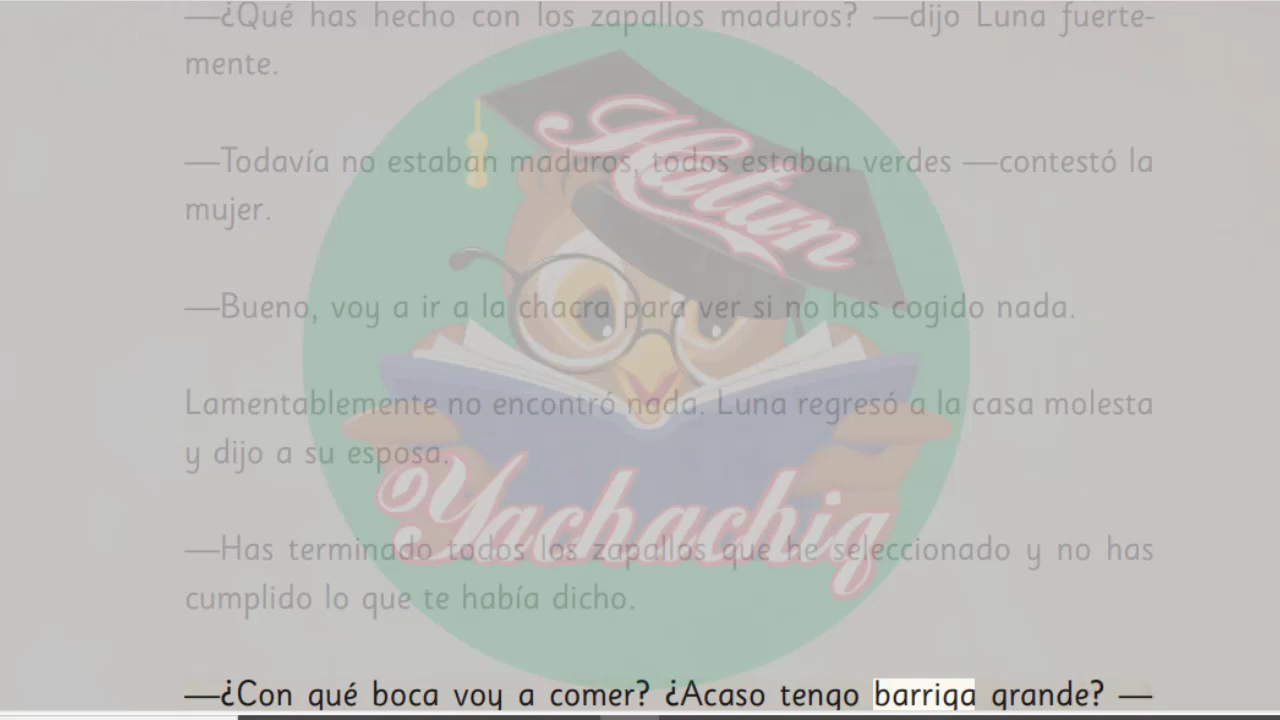 —¿Qué has hecho con los zapallos maduros? —dijo Luna fuerte-
mente.
—Todavía no estaban maduros, todos estaban verdes —contestó la
mujer.
—Bueno, voy a ir a la chacra para ver si no has cogido nada.
Lamentablemente no encontró nada. Luna regresó a la casa molesta
y dijo a su esposa.
—Has terminado todos los zapallos que he seleccionado y no has
cumplido lo que te había dicho.
—¿Con qué boca voy a comer? ¿Acaso tengo barriga grande? —
Hatun
Yachachiq